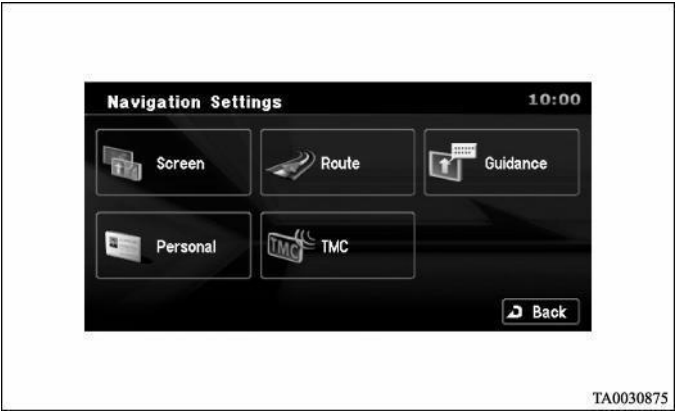 Navigation Settings 10:00
Screen Route Guidance
Personal TMC TMC
Back
TA0030875